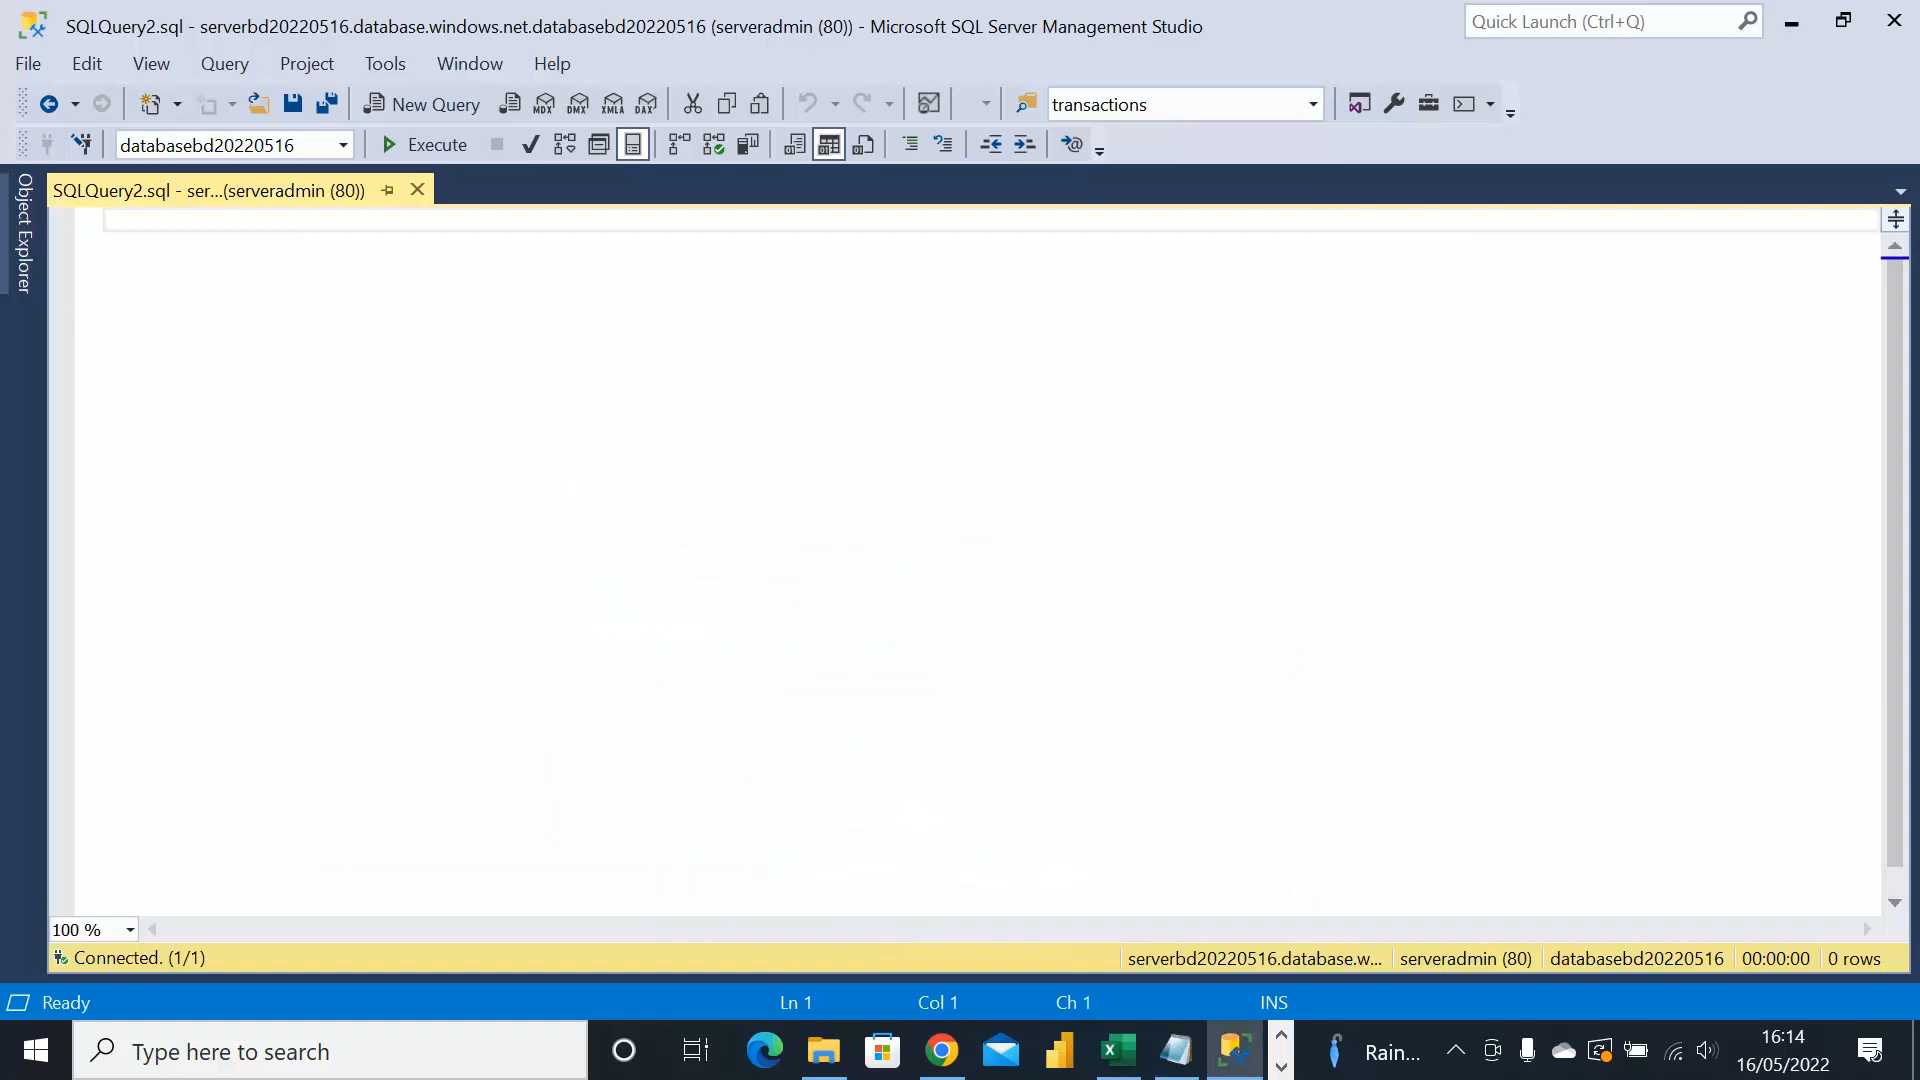 SQLQuery2.sql - serverbd20220516.database.windows.net.databasebd20220516 (serveradmin (80)) - Microsoft SQL Server Management Studio
Quick Launch (Ctrl+Q)
File Edit View Query Project Tools Window Help
New Query MDX DMX XMLA DAX transactions
databasebd20220516 Execute
SQLQuery2.sql - ser...(serveradmin (80))
Object Explorer
100 %
Connected. (1/1) serverbd20220516.database.w... serveradmin (80) databasebd20220516 00:00:00 0 rows
Ready Ln 1 Col 1 Ch 1 INS
Type here to search
Rain...
16:14
16/05/2022